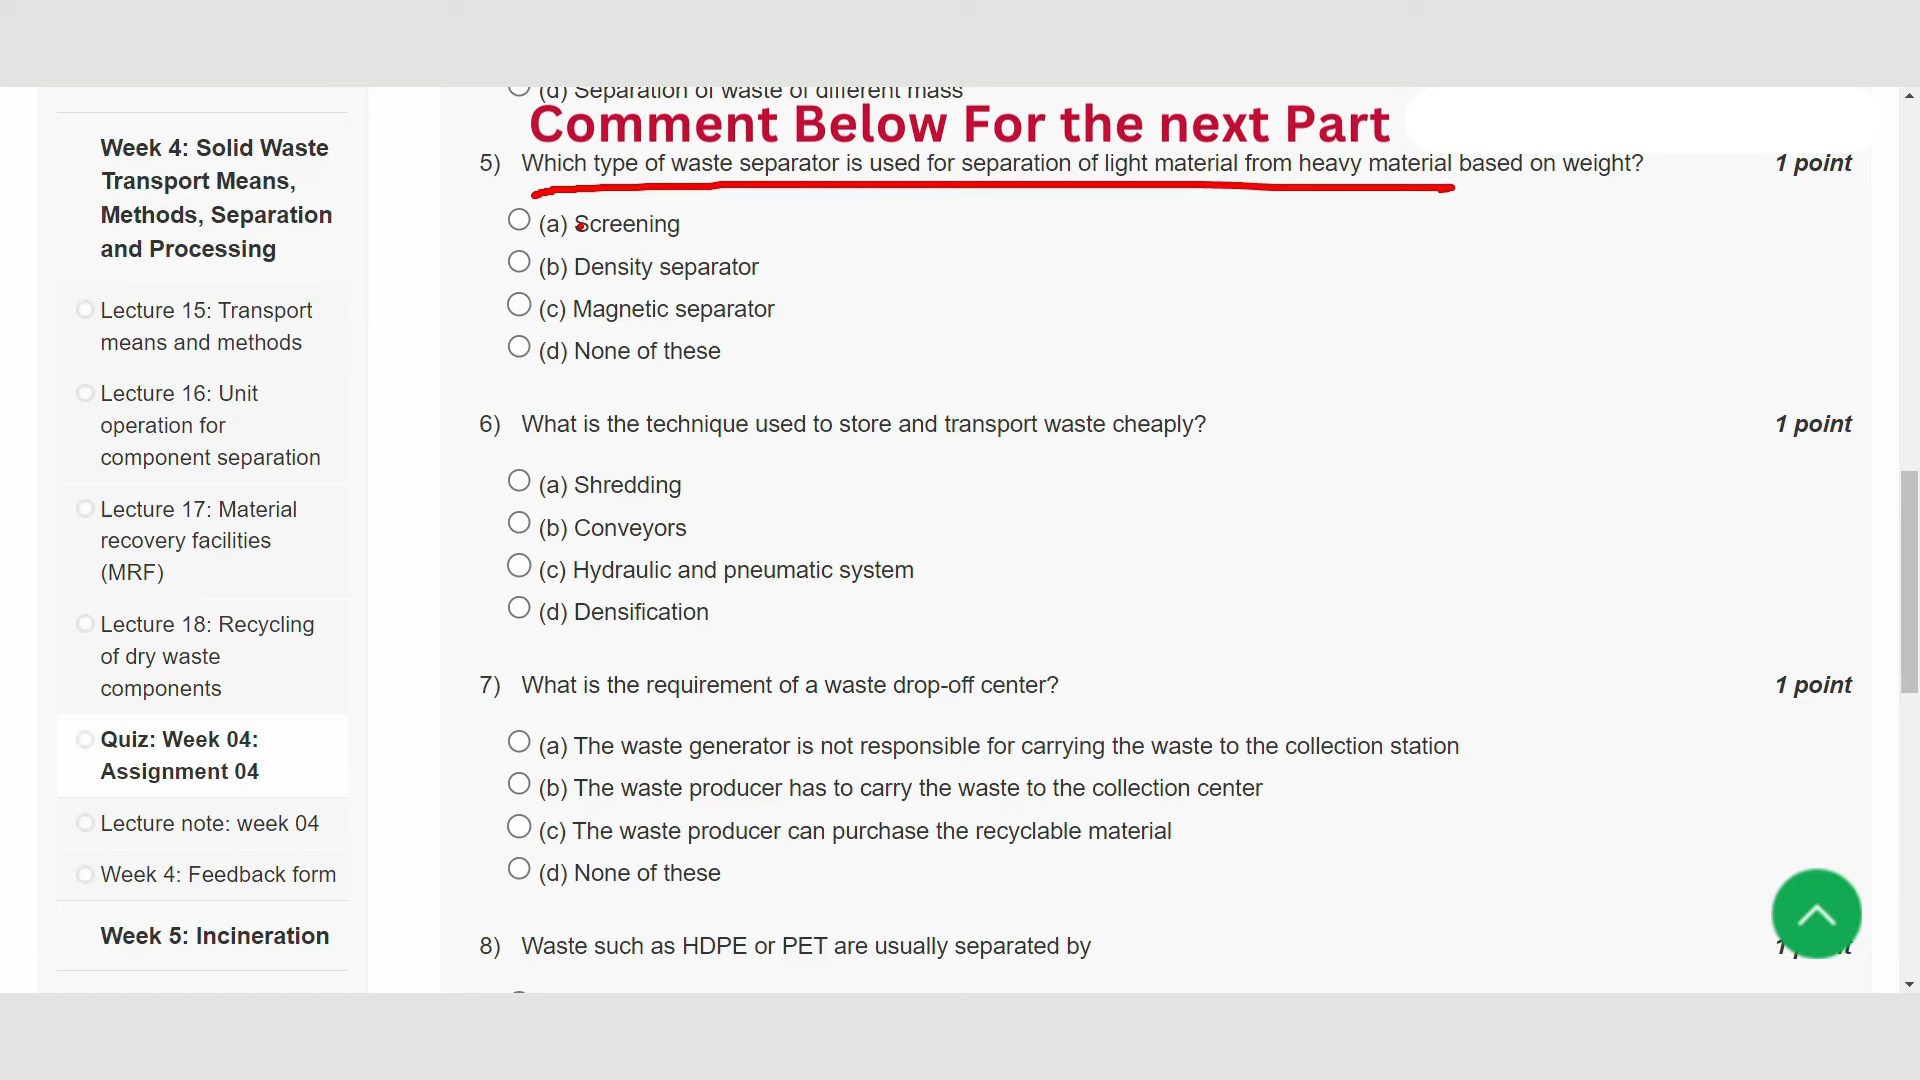 Week 4: Solid Waste
Transport Means,
Methods, Separation
and Processing
Lecture 15: Transport
means and methods
Lecture 16: Unit
operation for
component separation
Lecture 17: Material
recovery facilities
(MRF)
Lecture 18: Recycling
of dry waste
components
Quiz: Week 04:
Assignment 04
Lecture note: week 04
Week 4: Feedback form
Week 5: Incineration
(d) Separation of waste of different mass
Comment Below For the next Part
5) Which type of waste separator is used for separation of light material from heavy material based on weight? 1 point
(a) Screening
(b) Density separator
(c) Magnetic separator
(d) None of these
6) What is the technique used to store and transport waste cheaply? 1 point
(a) Shredding
(b) Conveyors
(c) Hydraulic and pneumatic system
(d) Densification
7) What is the requirement of a waste drop-off center? 1 point
(a) The waste generator is not responsible for carrying the waste to the collection station
(b) The waste producer has to carry the waste to the collection center
(c) The waste producer can purchase the recyclable material
(d) None of these
8) Waste such as HDPE or PET are usually separated by